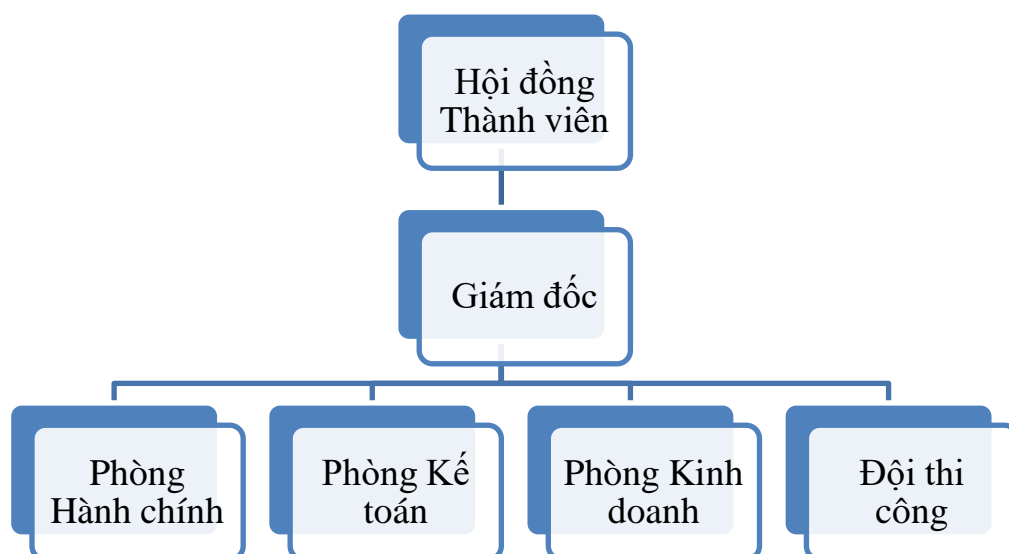 Hội đồng
Thành viên
Giám đốc
Phòng
Hành chính
Phòng Kế
toán
Phòng Kinh
doanh
Đội thi
công